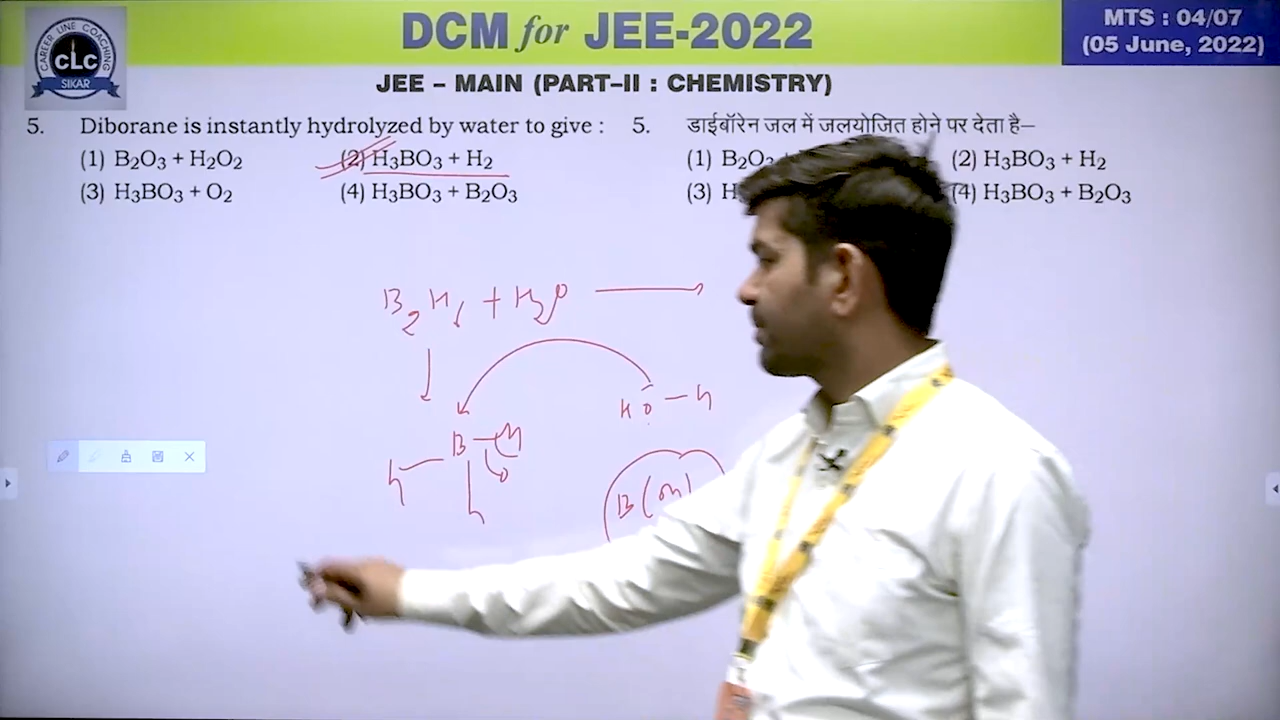 DCM for JEE-2022
MTS : 04/07
(05 June, 2022)
CAREER LINE COACHING
CLC
SIKAR
JEE – MAIN (PART–II : CHEMISTRY)
5. Diborane is instantly hydrolyzed by water to give :
(1) B₂O₃ + H₂O₂ (2) H₃BO₃ + H₂
(3) H₃BO₃ + O₂ (4) H₃BO₃ + B₂O₃
5. डाईबॉरेन जल में जलयोजित होने पर देता है–
(1) B₂O₃ (2) H₃BO₃ + H₂
(3) H (4) H₃BO₃ + B₂O₃
B₂H₆ + H₂O
H O – H
B – H
H
H
B(OH)